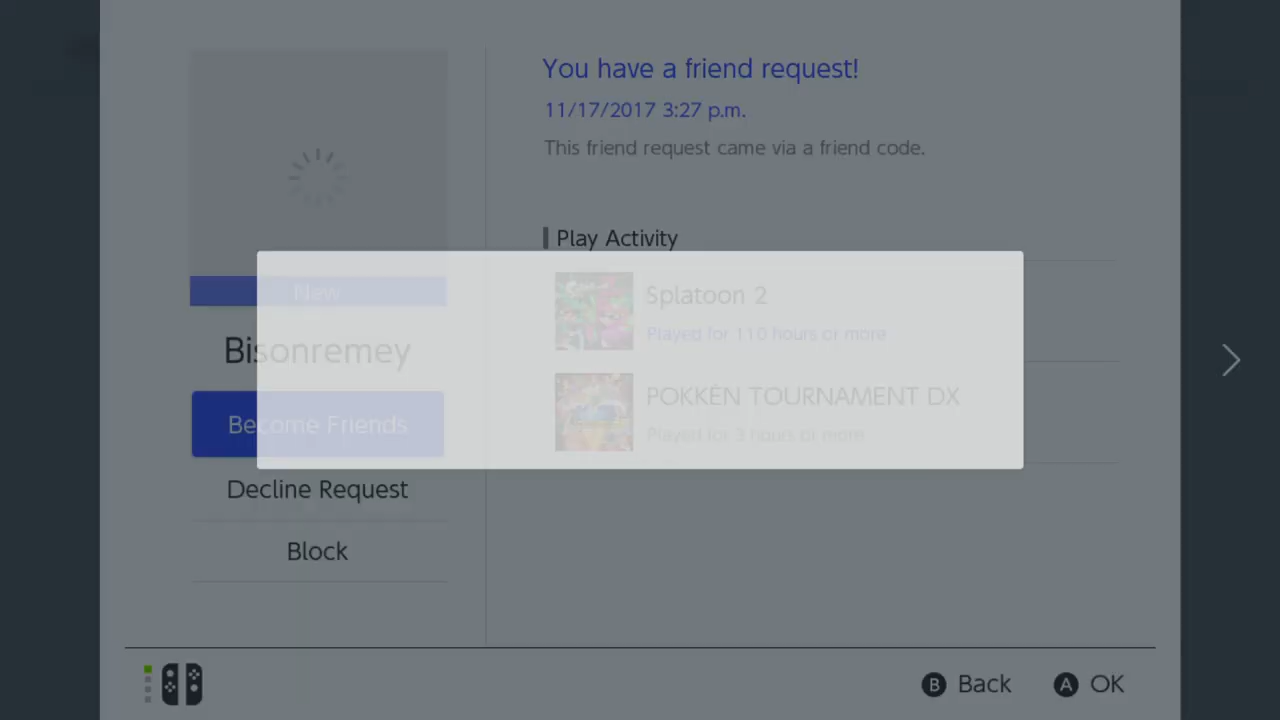 You have a friend request!
11/17/2017 3:27 p.m.
This friend request came via a friend code.
Play Activity
Splatoon 2
Played for 110 hours or more
POKKÉN TOURNAMENT DX
Played for 3 hours or more
New
Bisonremey
Become Friends
Decline Request
Block
B Back
A OK